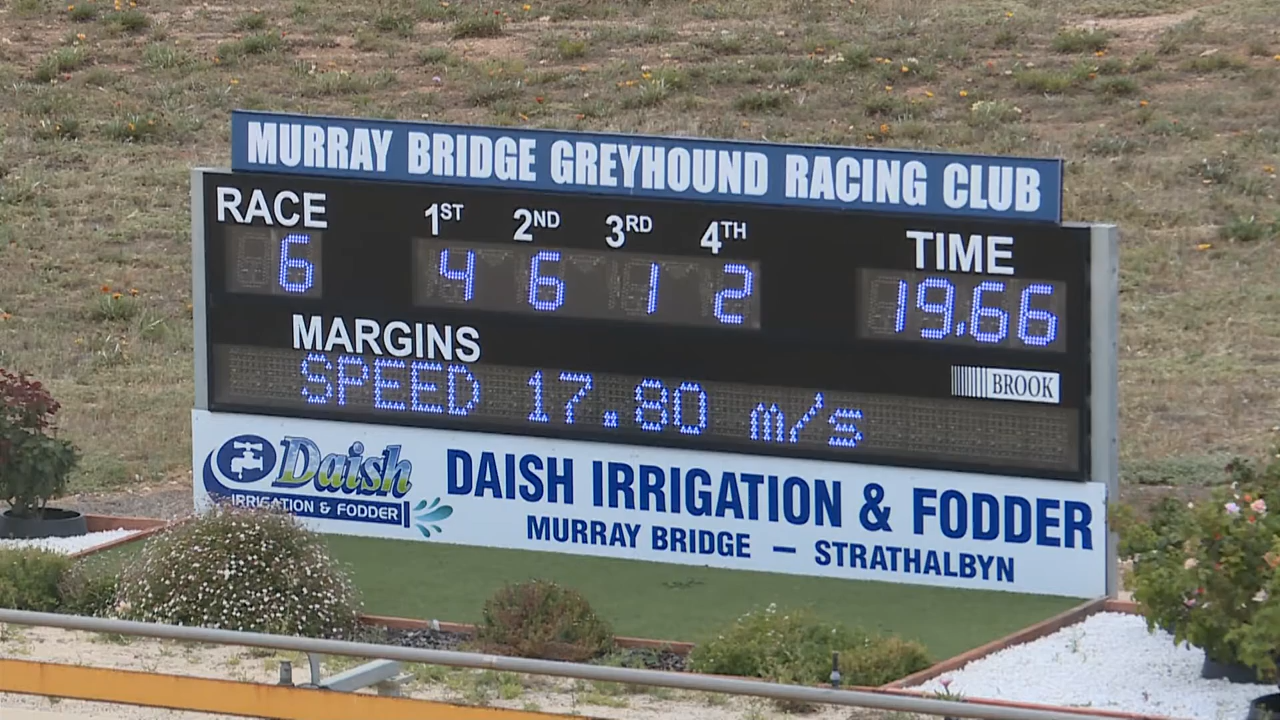 MURRAY BRIDGE GREYHOUND RACING CLUB
RACE 1ST 2ND 3RD 4TH TIME
6 4 6 1 2 19.66
MARGINS
SPEED 17.80 m/s
BROOK
Daish
IRRIGATION & FODDER
DAISH IRRIGATION & FODDER
MURRAY BRIDGE – STRATHALBYN